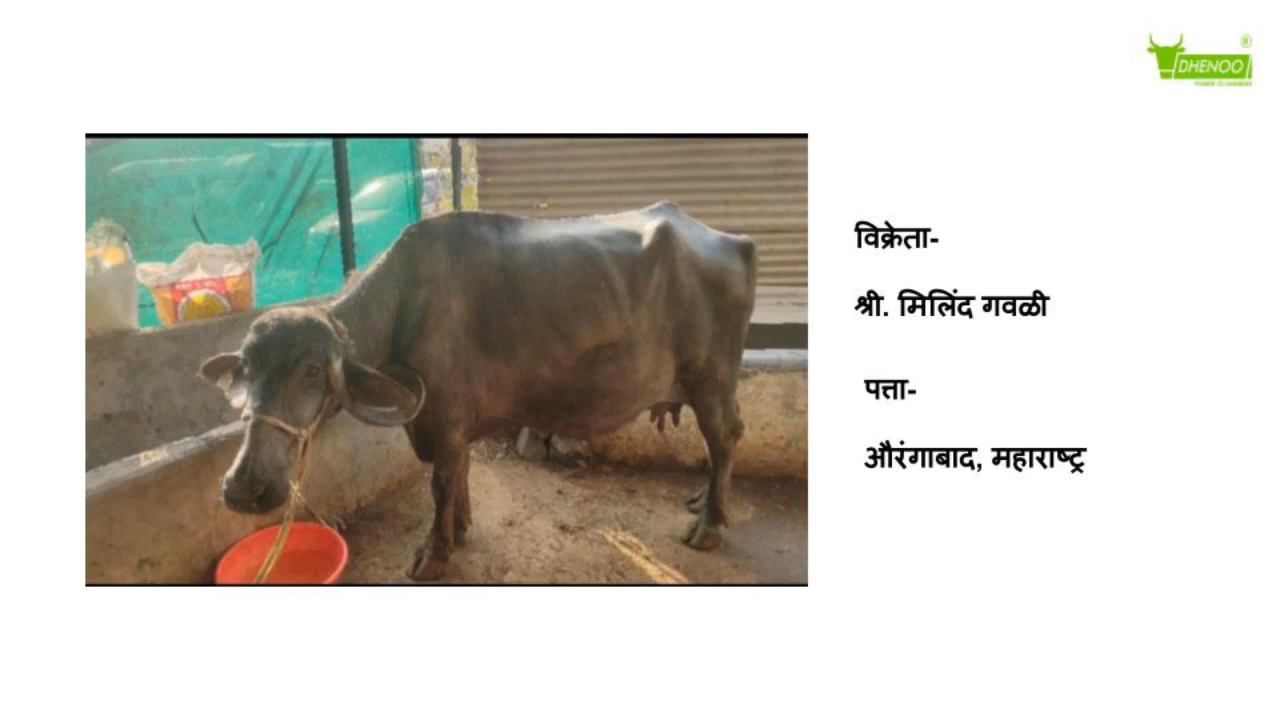 DHENOO
®
विक्रेता-
श्री. मिलिंद गवळी
पत्ता-
औरंगाबाद, महाराष्ट्र